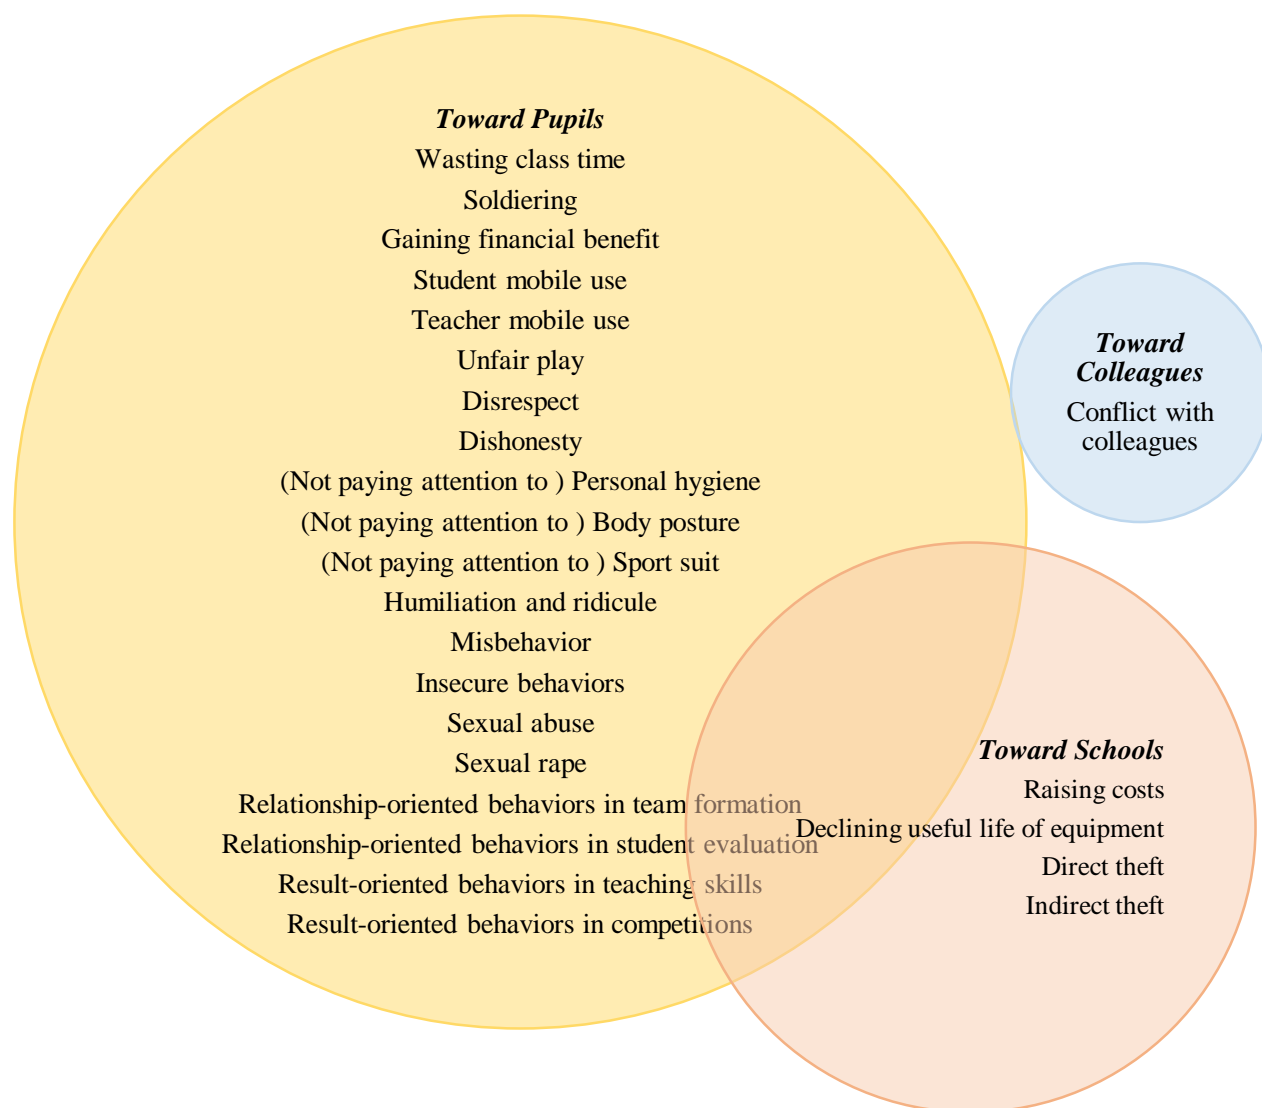 Toward Pupils
Wasting class time
Soldiering
Gaining financial benefit
Student mobile use
Teacher mobile use
Unfair play
Disrespect
Dishonesty
(Not paying attention to ) Personal hygiene
(Not paying attention to ) Body posture
(Not paying attention to ) Sport suit
Humiliation and ridicule
Misbehavior
Insecure behaviors
Sexual abuse
Sexual rape
Relationship-oriented behaviors in team formation
Relationship-oriented behaviors in student evaluation
Result-oriented behaviors in teaching skills
Result-oriented behaviors in competitions
Toward
Colleagues
Conflict with
colleagues
Toward Schools
Raising costs
Declining useful life of equipment
Direct theft
Indirect theft